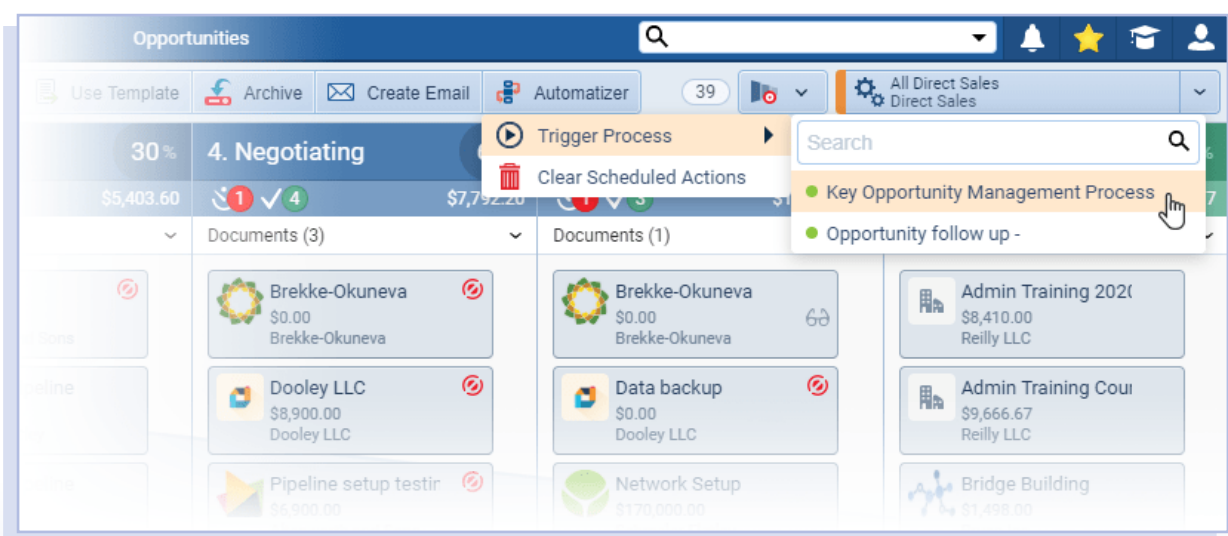 Opportunities
Use Template
Archive
Create Email
Automatizer
39
All Direct Sales
Direct Sales
Trigger Process
Clear Scheduled Actions
Search
Key Opportunity Management Process
Opportunity follow up -
30 %
4. Negotiating
$5,403.60
1
4
$7,792.20
1
3
Documents (3)
Documents (1)
Brekke-Okuneva
$0.00
Brekke-Okuneva
Brekke-Okuneva
$0.00
Brekke-Okuneva
Admin Training 202
$8,410.00
Reilly LLC
Sons
Dooley LLC
$8,900.00
Dooley LLC
Data backup
$0.00
Dooley LLC
Admin Training Cour
$9,666.67
Reilly LLC
Pipeline setup testir
$6,900.00
Network Setup
$170,000.00
Bridge Building
$1,498.00